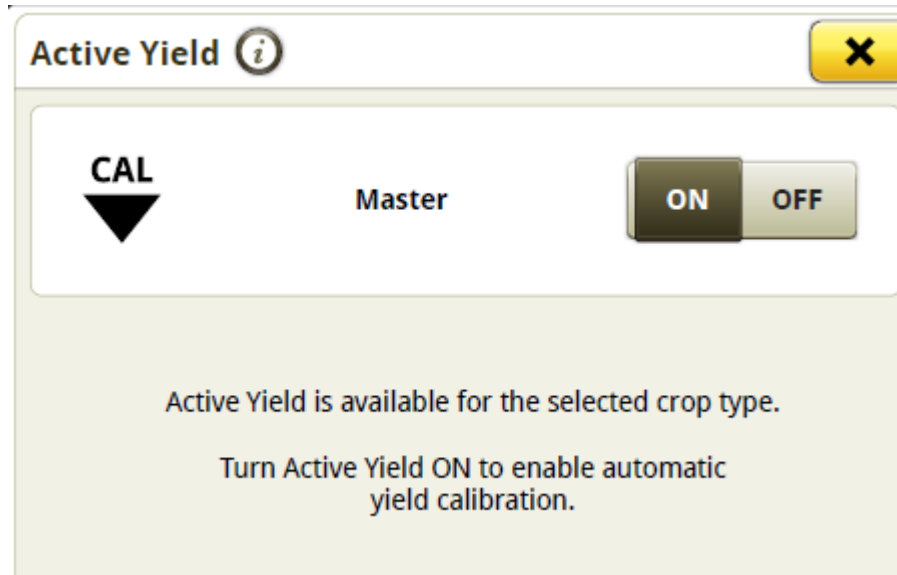 Active Yield i
CAL
Master
ON OFF
Active Yield is available for the selected crop type.
Turn Active Yield ON to enable automatic
yield calibration.